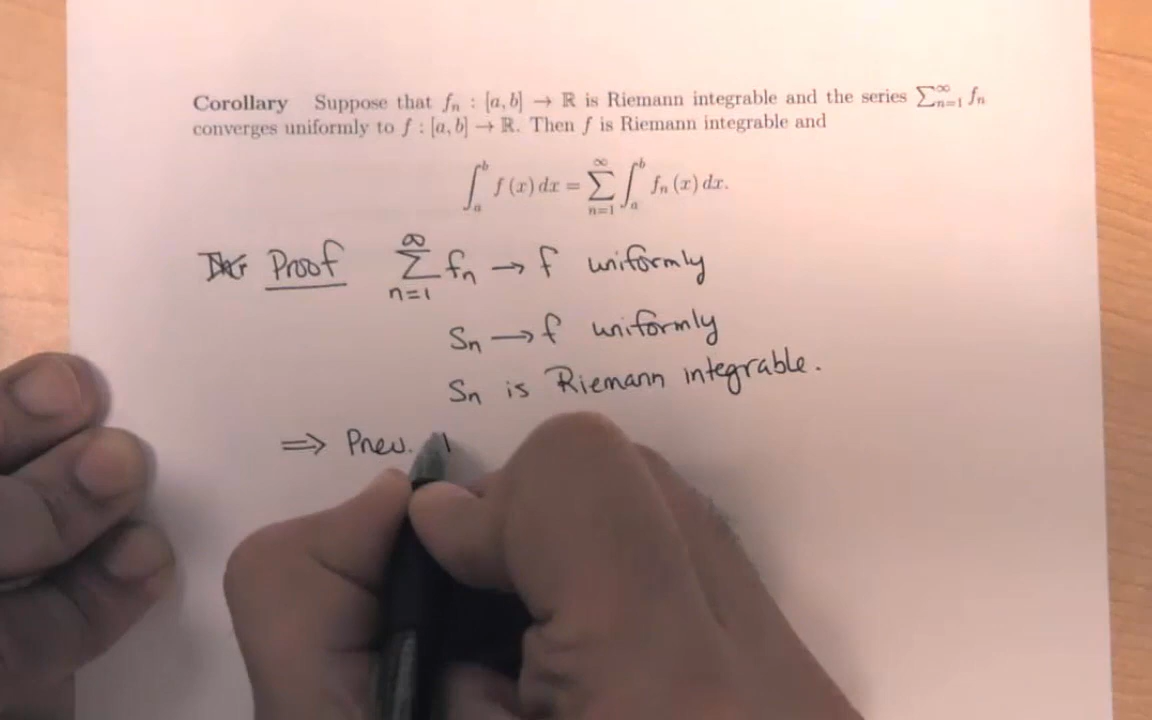 Corollary Suppose that fₙ : [a, b] → ℝ is Riemann integrable and the series ∑ₙ₌₁^∞ fₙ
converges uniformly to f : [a, b] → ℝ. Then f is Riemann integrable and
∫ₐᵇ f (x) dx = ∑ₙ₌₁^∞ ∫ₐᵇ fₙ (x) dx.
Proof ∑ₙ₌₁^∞ fₙ → f uniformly
Sₙ → f uniformly
Sₙ is Riemann integrable.
⟹ Prev.